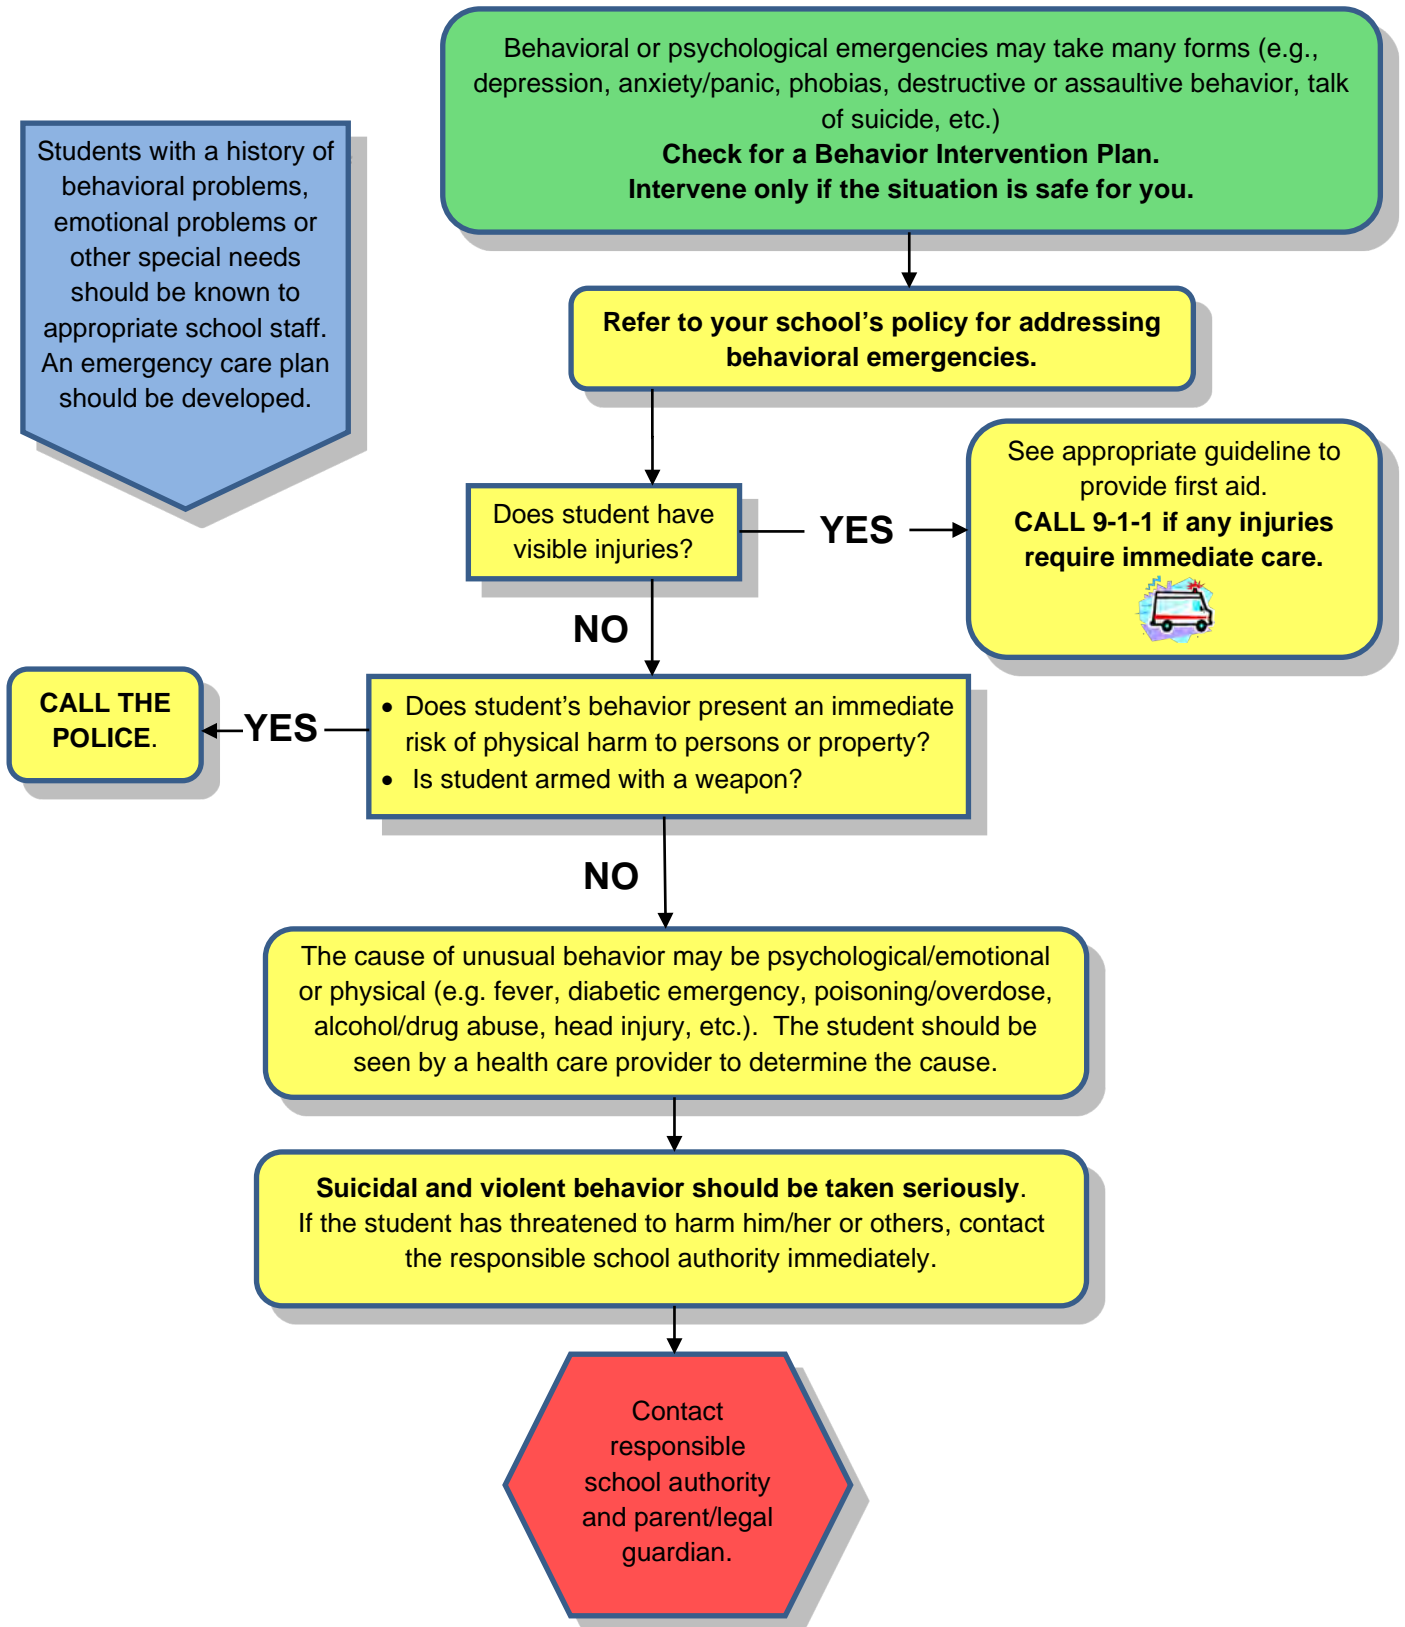 Behavioral or psychological emergencies may take many forms (e.g.,
depression, anxiety/panic, phobias, destructive or assaultive behavior, talk
of suicide, etc.)
Check for a Behavior Intervention Plan.
Intervene only if the situation is safe for you.
Students with a history of
behavioral problems,
emotional problems or
other special needs
should be known to
appropriate school staff.
An emergency care plan
should be developed.
Refer to your school’s policy for addressing
behavioral emergencies.
Does student have
visible injuries?
YES
See appropriate guideline to
provide first aid.
CALL 9-1-1 if any injuries
require immediate care.
NO
• Does student’s behavior present an immediate
risk of physical harm to persons or property?
• Is student armed with a weapon?
YES
CALL THE
POLICE.
NO
The cause of unusual behavior may be psychological/emotional
or physical (e.g. fever, diabetic emergency, poisoning/overdose,
alcohol/drug abuse, head injury, etc.). The student should be
seen by a health care provider to determine the cause.
Suicidal and violent behavior should be taken seriously.
If the student has threatened to harm him/her or others, contact
the responsible school authority immediately.
Contact
responsible
school authority
and parent/legal
guardian.